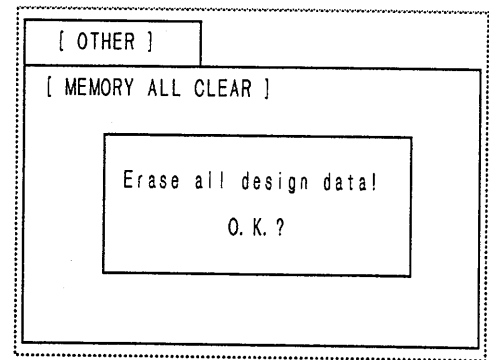 [ OTHER ]
[ MEMORY ALL CLEAR ]
Erase all design data!
O.K.?